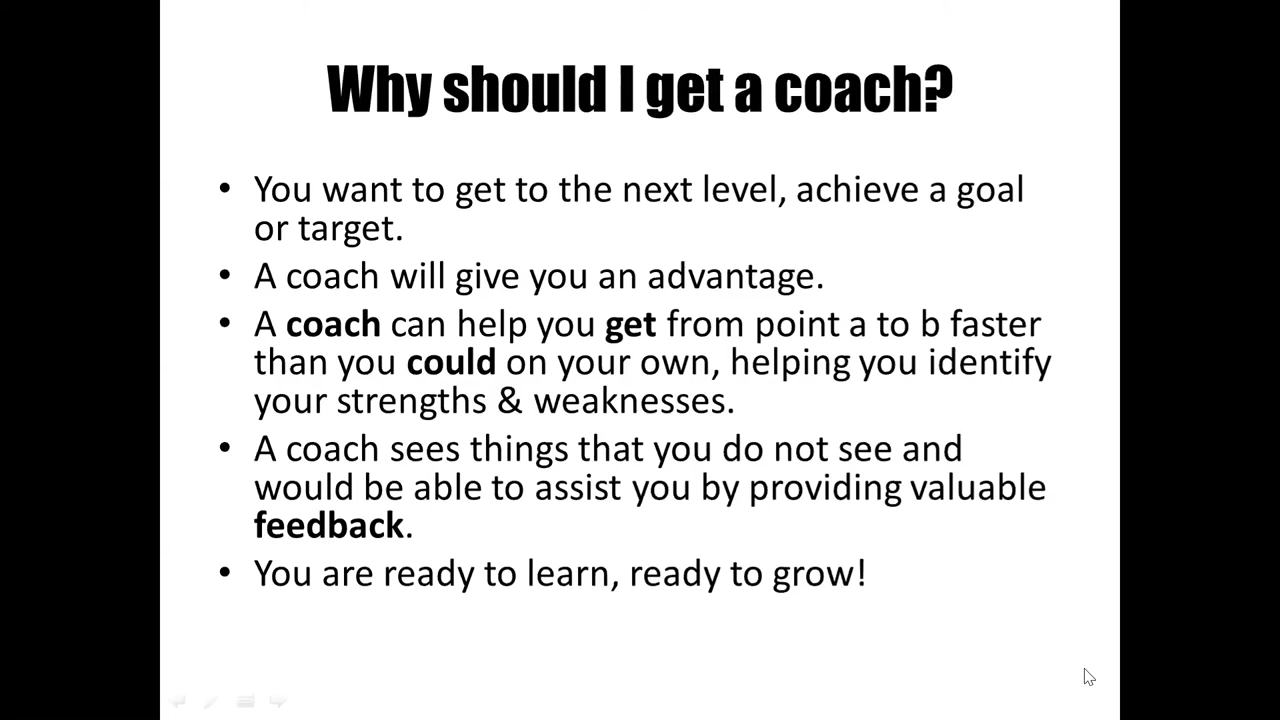 Why should I get a coach?
• You want to get to the next level, achieve a goal
or target.
• A coach will give you an advantage.
• A coach can help you get from point a to b faster
than you could on your own, helping you identify
your strengths & weaknesses.
• A coach sees things that you do not see and
would be able to assist you by providing valuable
feedback.
• You are ready to learn, ready to grow!